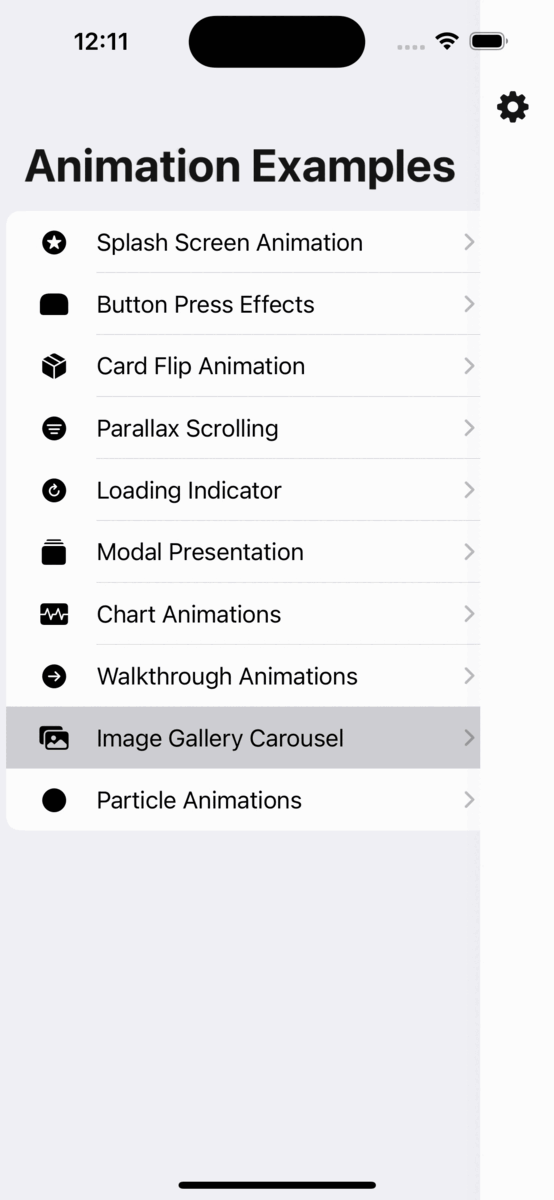 12:11
Animation Examples
Splash Screen Animation
Button Press Effects
Card Flip Animation
Parallax Scrolling
Loading Indicator
Modal Presentation
Chart Animations
Walkthrough Animations
Image Gallery Carousel
Particle Animations